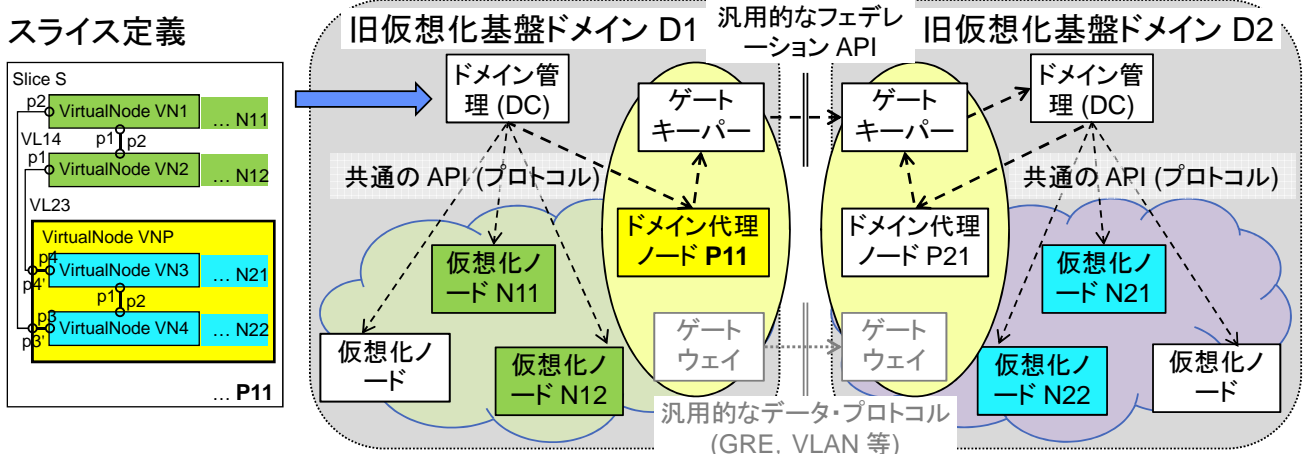 スライス定義
Slice S
p2
VirtualNode VN1
… N11
VL14
p1
p2
p1
VirtualNode VN2
… N12
VL23
VirtualNode VNP
p4
VirtualNode VN3
… N21
p4'
p1
p2
p3
VirtualNode VN4
… N22
p3'
… P11
旧仮想化基盤ドメイン D1
汎用的なフェデレ
ーション API
旧仮想化基盤ドメイン D2
ドメイン管
理 (DC)
ゲート
キーパー
ゲート
キーパー
ドメイン管
理 (DC)
共通の API (プロトコル)
共通の API (プロトコル)
ドメイン代理
ノード P11
ドメイン代理
ノード P21
仮想化ノ
ード N11
仮想化ノ
ード N21
仮想化ノ
ード
仮想化ノ
ード N12
ゲート
ウェイ
ゲート
ウェイ
仮想化ノ
ード N22
仮想化ノ
ード
汎用的なデータ・プロトコル
(GRE, VLAN 等)